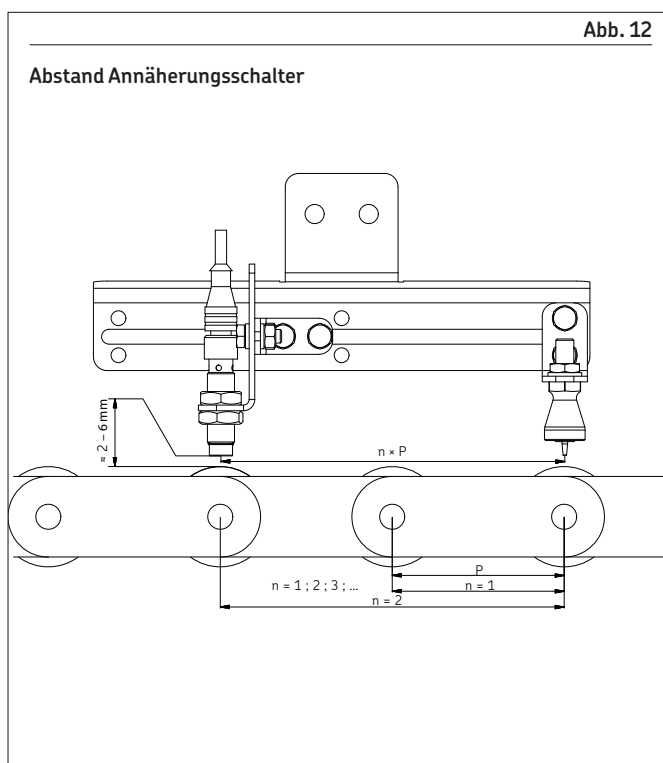 Abb. 12
Abstand Annäherungsschalter
≈ 2 – 6 mm
n × P
P
n = 1 ; 2 ; 3 ; ...
n = 1
n = 2